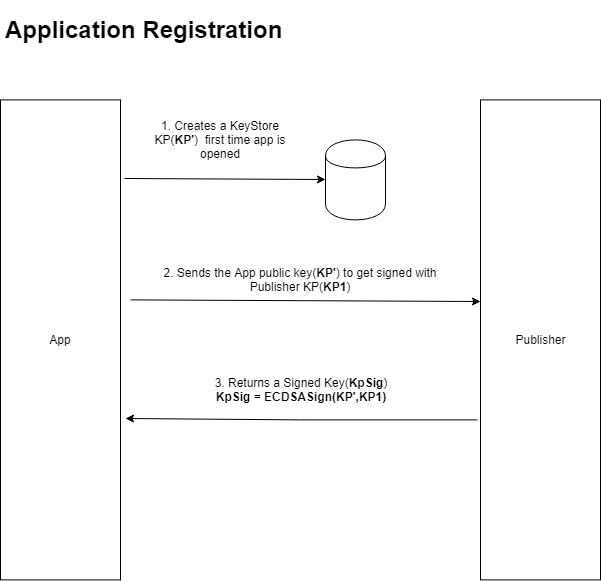 Application Registration
1. Creates a KeyStore
KP(KP') first time app is
opened
2. Sends the App public key(KP') to get signed with
Publisher KP(KP1)
App
Publisher
3. Returns a Signed Key(KpSig)
KpSig = ECDSASign(KP',KP1)